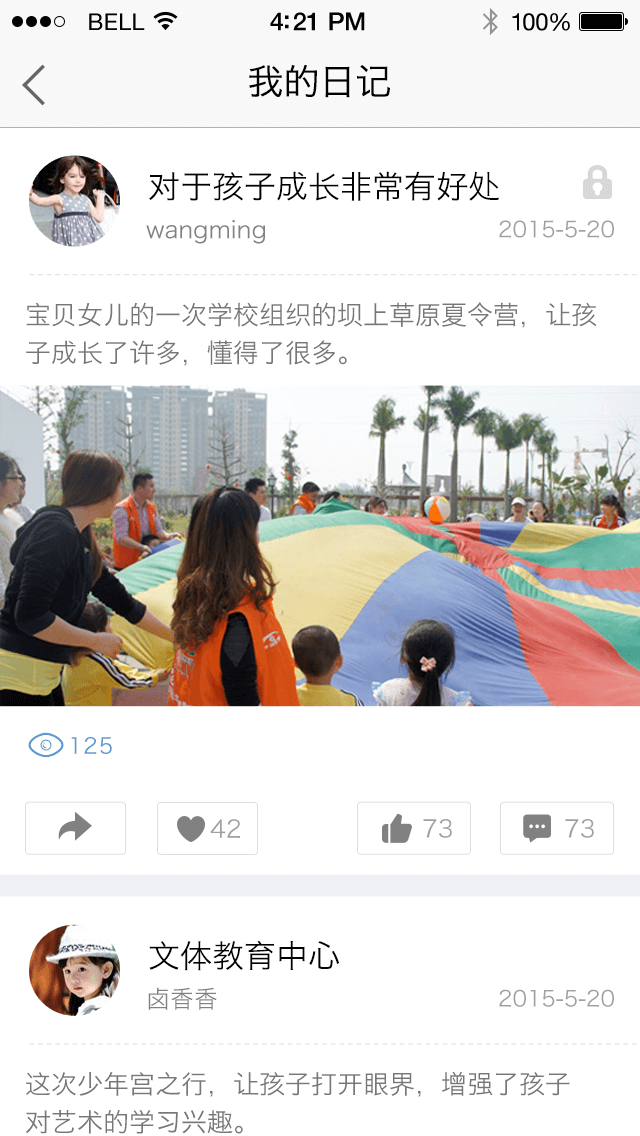 BELL 4:21 PM 100%
我的日记
对于孩子成长非常有好处
wangming 2015-5-20
宝贝女儿的一次学校组织的坝上草原夏令营，让孩
子成长了许多，懂得了很多。
125
42 73 73
文体教育中心
卤香香 2015-5-20
这次少年宫之行，让孩子打开眼界，增强了孩子
对艺术的学习兴趣。